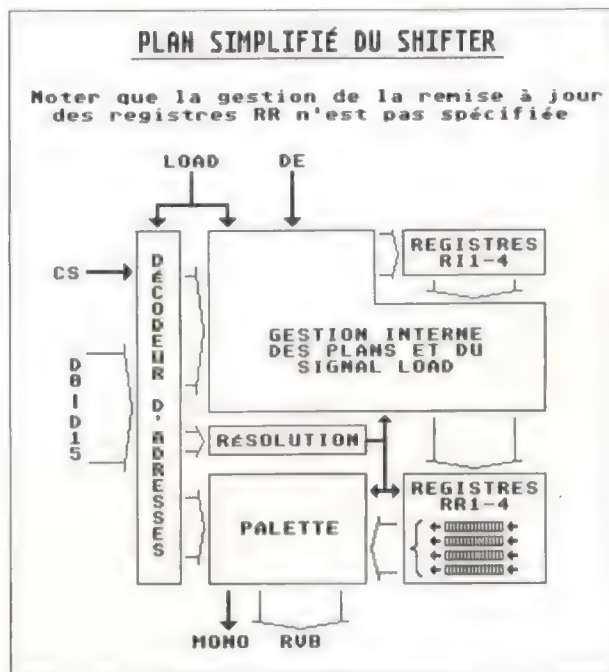 PLAN SIMPLIFIÉ DU SHIFTER
Noter que la gestion de la remise à jour
des registres RR n'est pas spécifiée
LOAD
DE
CS
D0|D15
DÉCODEUR D'ADRESSES
REGISTRES
RI1-4
GESTION INTERNE
DES PLANS ET DU
SIGNAL LOAD
RÉSOLUTION
PALETTE
REGISTRES
RR1-4
MONO
RVB